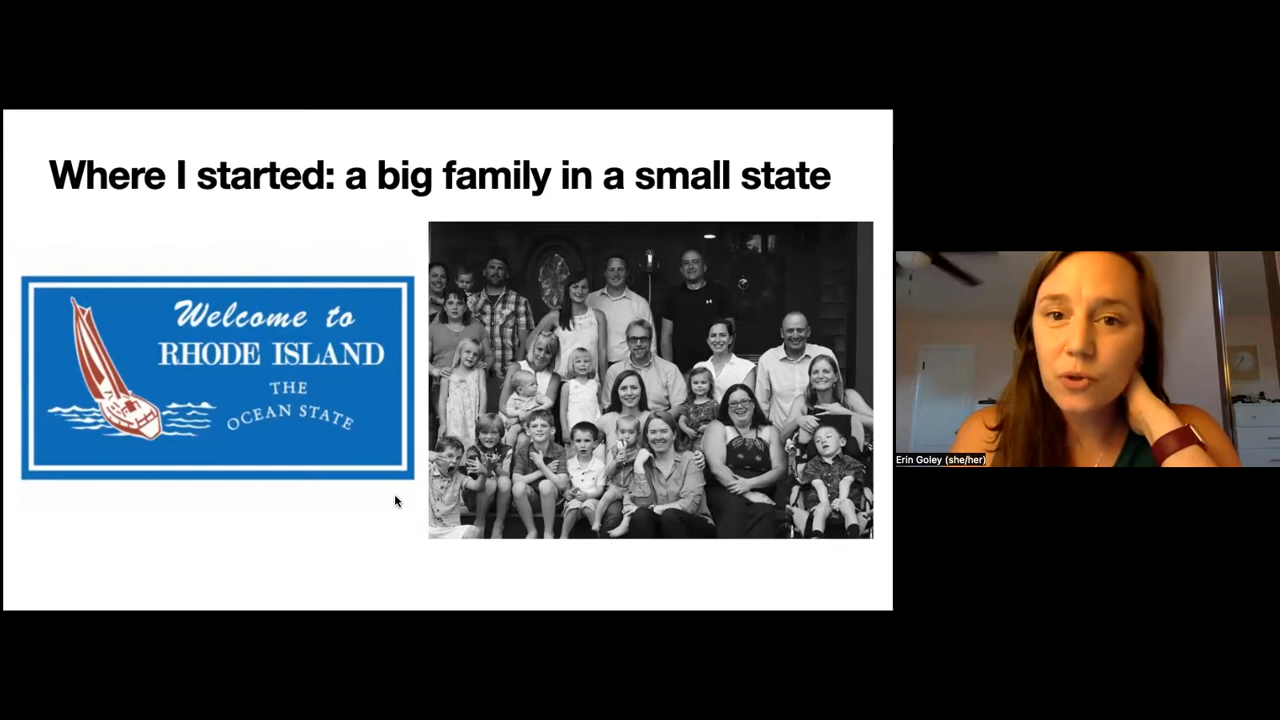 Where I started: a big family in a small state
Welcome to
RHODE ISLAND
THE
OCEAN STATE
Erin Goley (she/her)